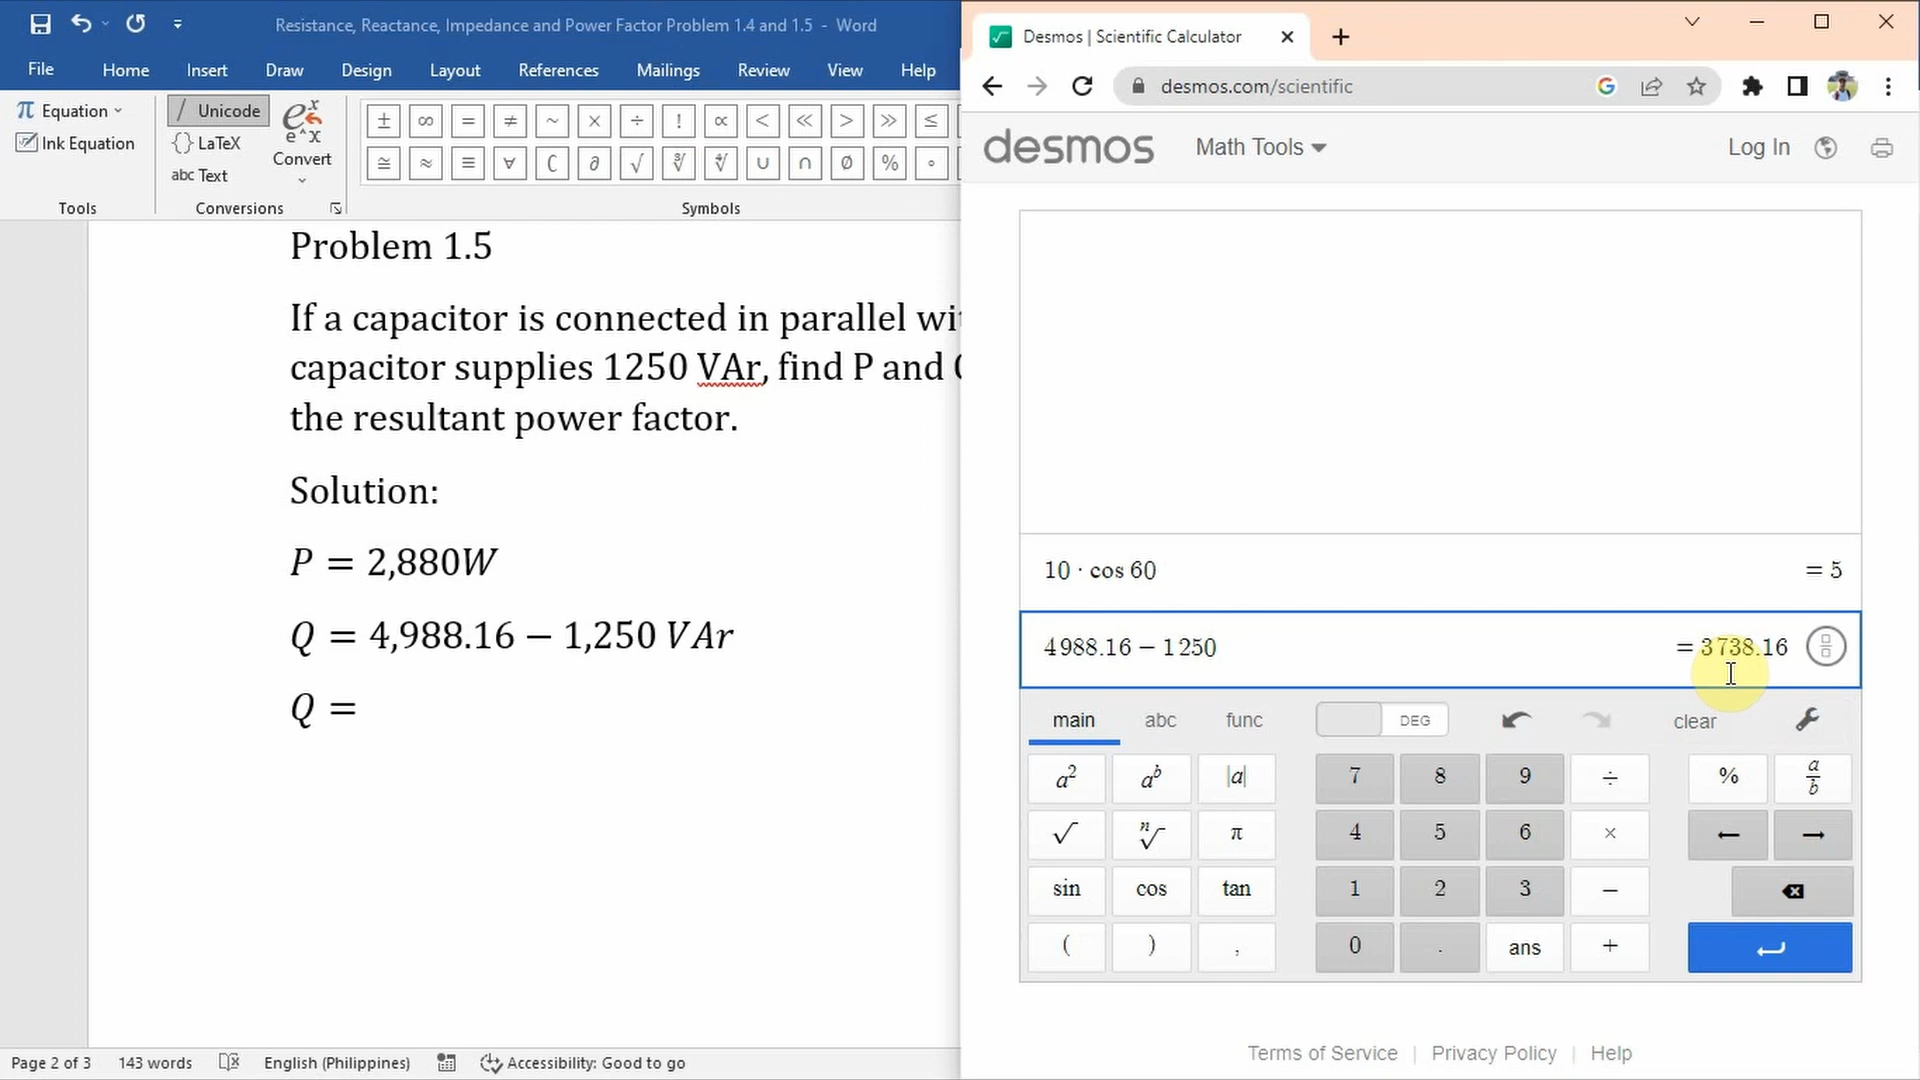 Resistance, Reactance, Impedance and Power Factor Problem 1.4 and 1.5 - Word
File Home Insert Draw Design Layout References Mailings Review View Help
π Equation
Ink Equation
Tools
/ Unicode
{} LaTeX
abc Text
Convert
Conversions
± ∞ = ≠ ~ × ÷ ! ∝ < ≪ > ≫ ≤
≅ ≈ ≡ ∀ ∁ ∂ √ ∛ ∜ ∪ ∩ ∅ % °
Symbols
Problem 1.5
If a capacitor is connected in parallel wi
capacitor supplies 1250 VAr, find P and
the resultant power factor.
Solution:
P = 2,880W
Q = 4,988.16 − 1,250 VAr
Q =
Page 2 of 3 143 words English (Philippines) Accessibility: Good to go
Desmos | Scientific Calculator
desmos.com/scientific
desmos Math Tools Log In
10 · cos 60 = 5
4988.16 − 1250 = 3738.16
main abc func DEG clear
a² aᵇ |a| 7 8 9 ÷ % a/b
√ ⁿ√ π 4 5 6 × ← →
sin cos tan 1 2 3 −
( ) , 0 . ans +
Terms of Service | Privacy Policy | Help